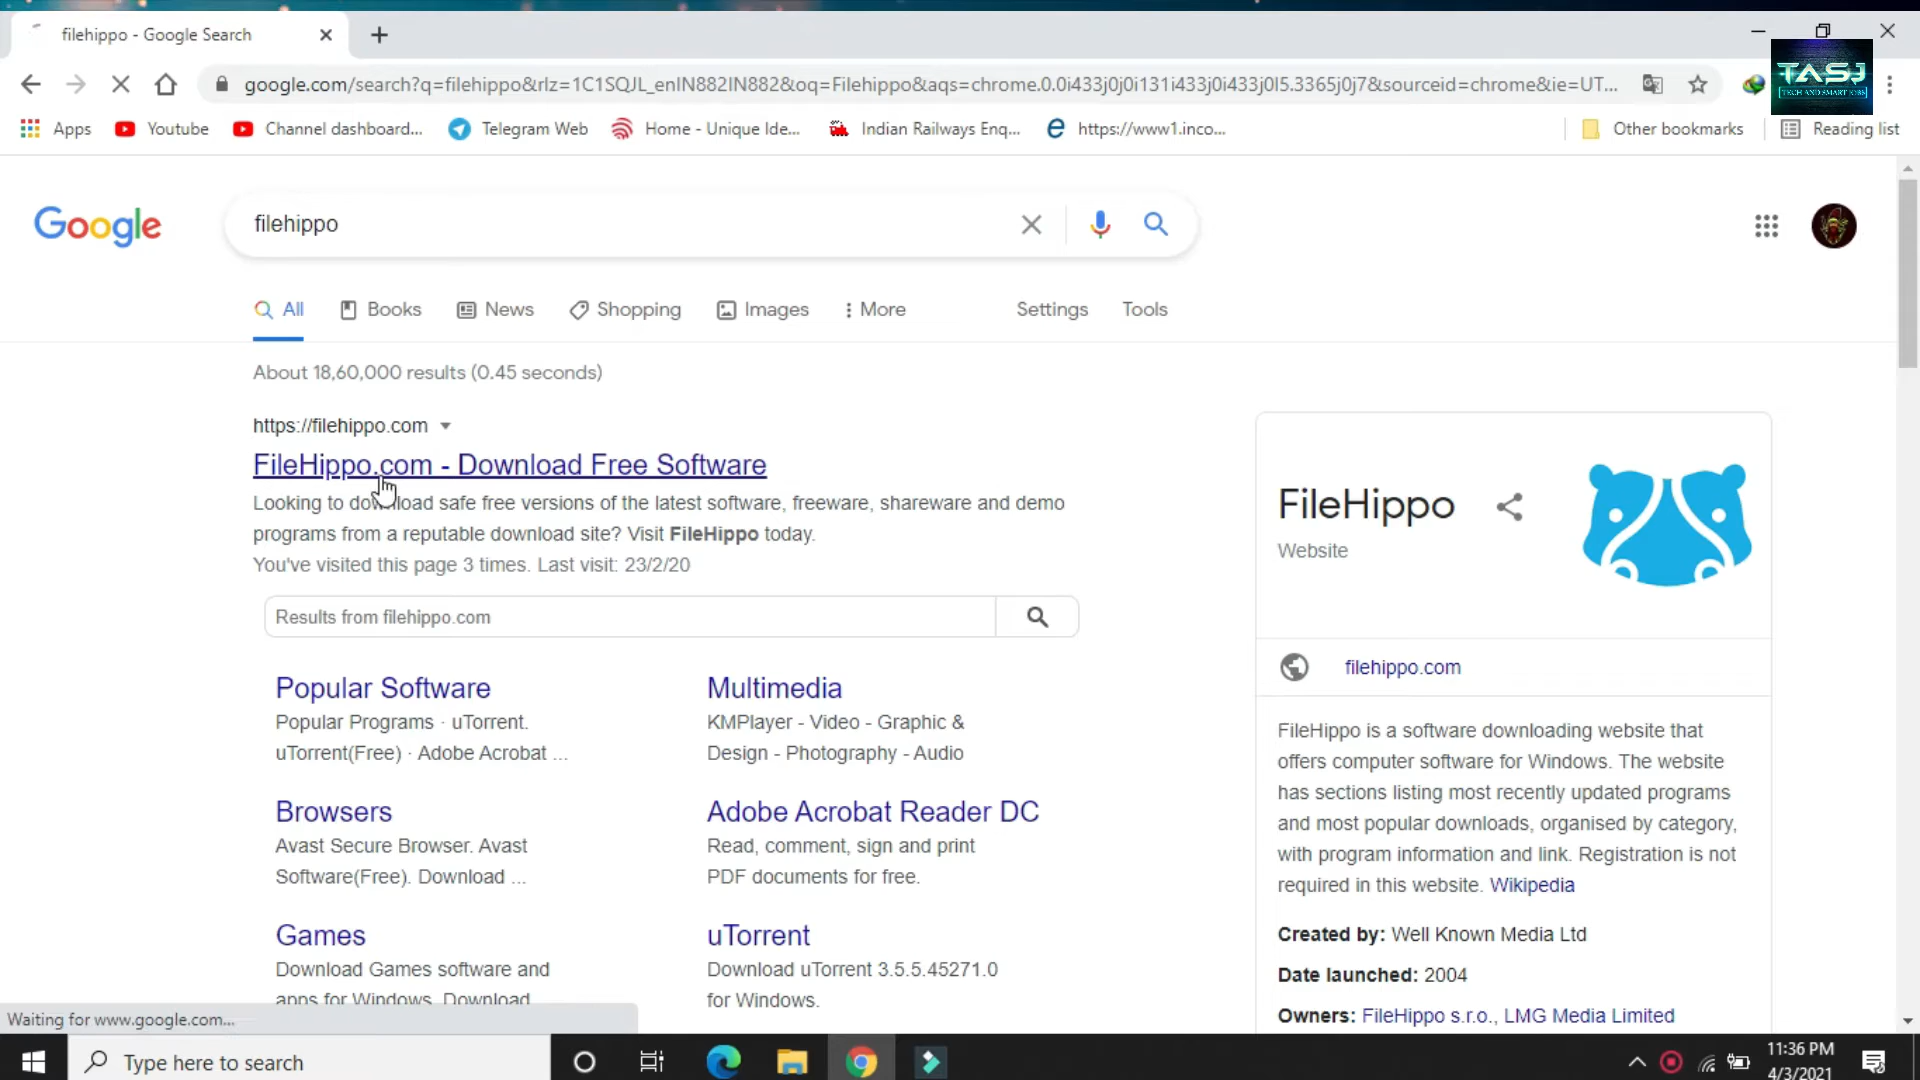 filehippo - Google Search
google.com/search?q=filehippo&rlz=1C1SQJL_enIN882IN882&oq=Filehippo&aqs=chrome.0.0i433j0j0i131i433j0i433j0l5.3365j0j7&sourceid=chrome&ie=UT...
TASJ
TECH AND SMART JOBS
Apps Youtube Channel dashboard... Telegram Web Home - Unique Ide... Indian Railways Enq... https://www1.inco... Other bookmarks Reading list
Google
filehippo
All Books News Shopping Images More Settings Tools
About 18,60,000 results (0.45 seconds)
https://filehippo.com
FileHippo.com - Download Free Software
Looking to download safe free versions of the latest software, freeware, shareware and demo
programs from a reputable download site? Visit FileHippo today.
You've visited this page 3 times. Last visit: 23/2/20
Results from filehippo.com
Popular Software
Popular Programs · uTorrent.
uTorrent(Free) · Adobe Acrobat ...
Multimedia
KMPlayer - Video - Graphic &
Design - Photography - Audio
Browsers
Avast Secure Browser. Avast
Software(Free). Download ...
Adobe Acrobat Reader DC
Read, comment, sign and print
PDF documents for free.
Games
Download Games software and
apps for Windows. Download
uTorrent
Download uTorrent 3.5.5.45271.0
for Windows.
FileHippo
Website
filehippo.com
FileHippo is a software downloading website that
offers computer software for Windows. The website
has sections listing most recently updated programs
and most popular downloads, organised by category,
with program information and link. Registration is not
required in this website. Wikipedia
Created by: Well Known Media Ltd
Date launched: 2004
Owners: FileHippo s.r.o., LMG Media Limited
Waiting for www.google.com...
Type here to search
11:36 PM
4/3/2021